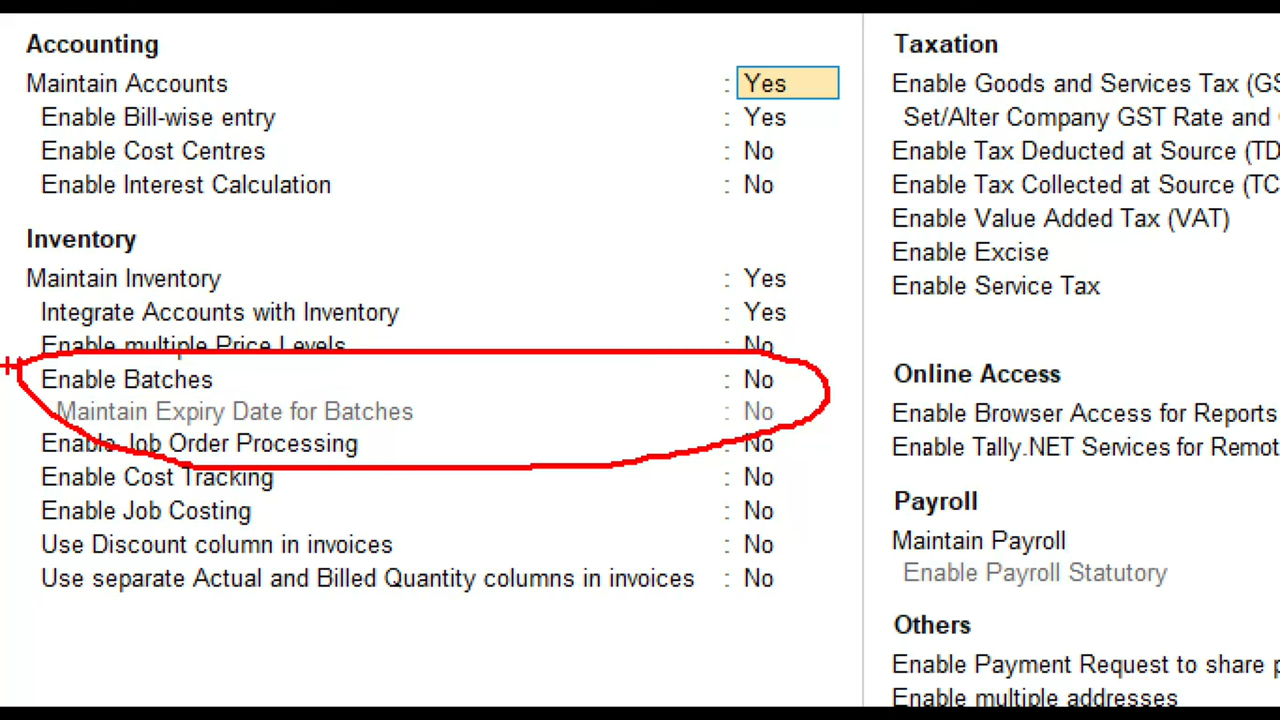 Accounting
Maintain Accounts : Yes
Enable Bill-wise entry : Yes
Enable Cost Centres : No
Enable Interest Calculation : No
Inventory
Maintain Inventory : Yes
Integrate Accounts with Inventory : Yes
Enable multiple Price Levels : No
Enable Batches : No
Maintain Expiry Date for Batches : No
Enable Job Order Processing : No
Enable Cost Tracking : No
Enable Job Costing : No
Use Discount column in invoices : No
Use separate Actual and Billed Quantity columns in invoices : No
Taxation
Enable Goods and Services Tax (GS
Set/Alter Company GST Rate and
Enable Tax Deducted at Source (TD
Enable Tax Collected at Source (TC
Enable Value Added Tax (VAT)
Enable Excise
Enable Service Tax
Online Access
Enable Browser Access for Reports
Enable Tally.NET Services for Remot
Payroll
Maintain Payroll
Enable Payroll Statutory
Others
Enable Payment Request to share p
Enable multiple addresses